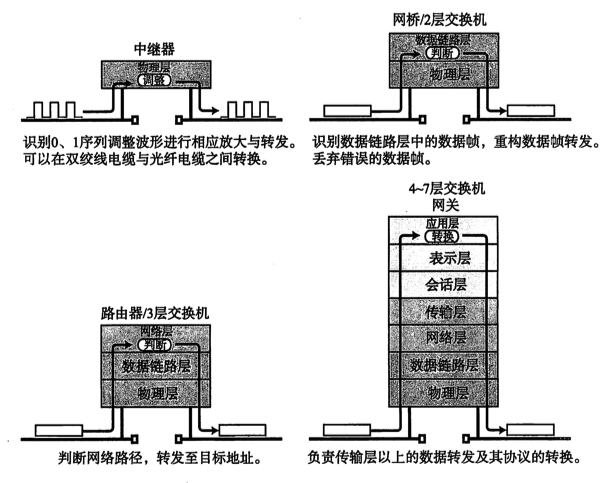 中继器
物理层
调整
识别0、1序列调整波形进行相应放大与转发。
可以在双绞线电缆与光纤电缆之间转换。
网桥/2层交换机
数据链路层
判断
物理层
识别数据链路层中的数据帧，重构数据帧转发。
丢弃错误的数据帧。
路由器/3层交换机
网络层
判断
数据链路层
物理层
判断网络路径，转发至目标地址。
4~7层交换机
网关
应用层
转换
表示层
会话层
传输层
网络层
数据链路层
物理层
负责传输层以上的数据转发及其协议的转换。